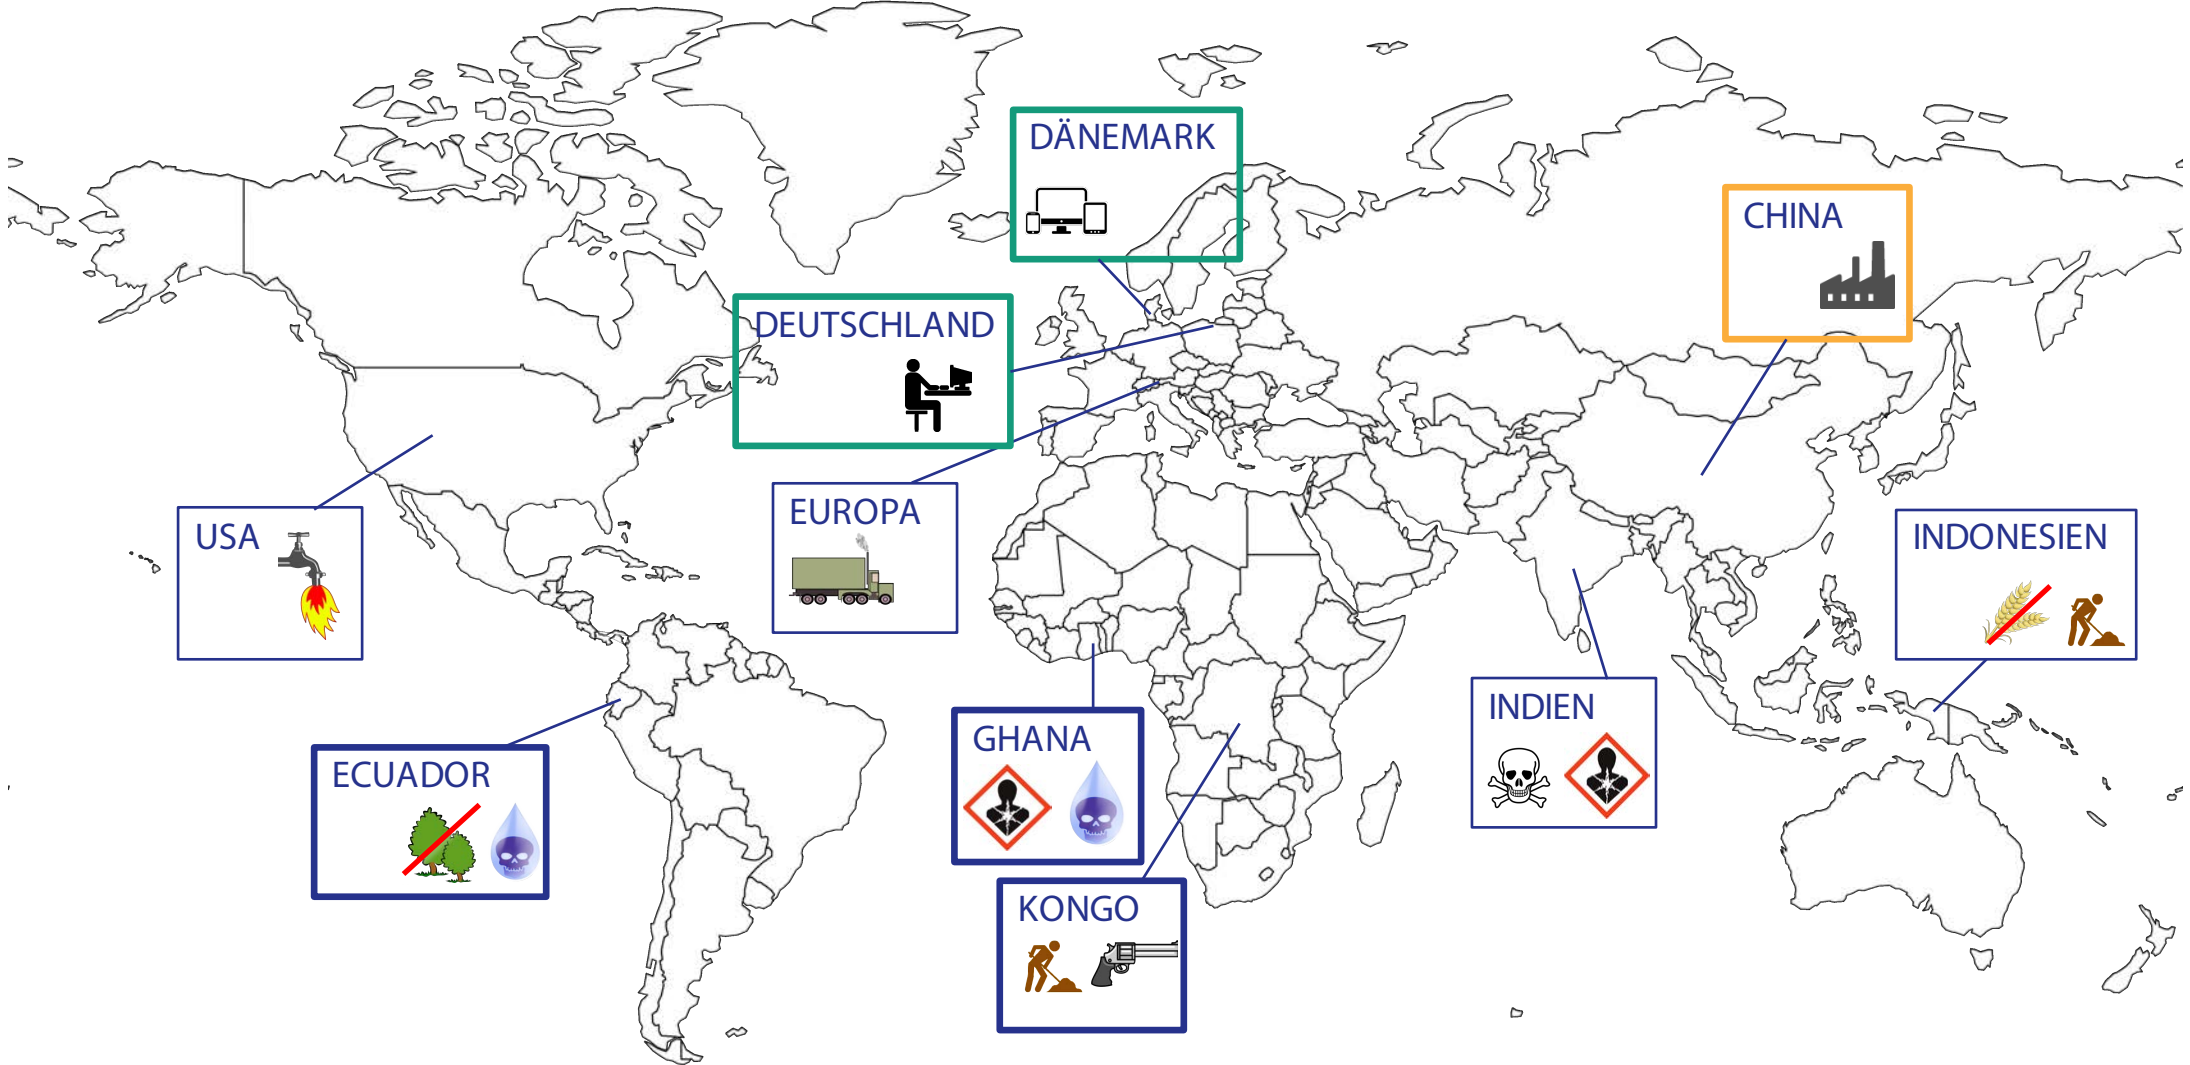 DÄNEMARK
CHINA
DEUTSCHLAND
USA
EUROPA
INDONESIEN
INDIEN
GHANA
ECUADOR
KONGO